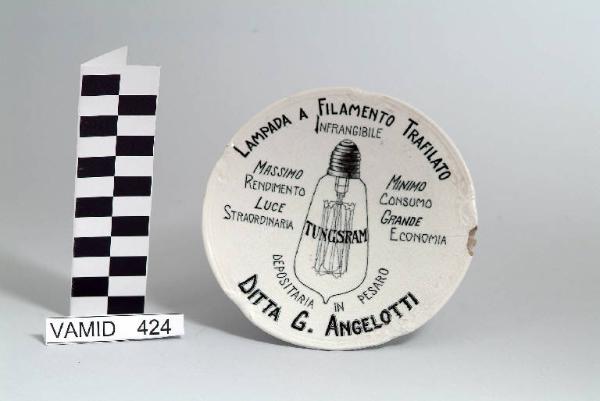 LAMPADA A FILAMENTO TRAFILATO
INFRANGIBILE
MASSIMO
RENDIMENTO
LUCE
STRAORDINARIA
MINIMO
CONSUMO
GRANDE
ECONOMIA
TUNGSRAM
DEPOSITARIA IN PESARO
DITTA G. ANGELOTTI
VAMID 424